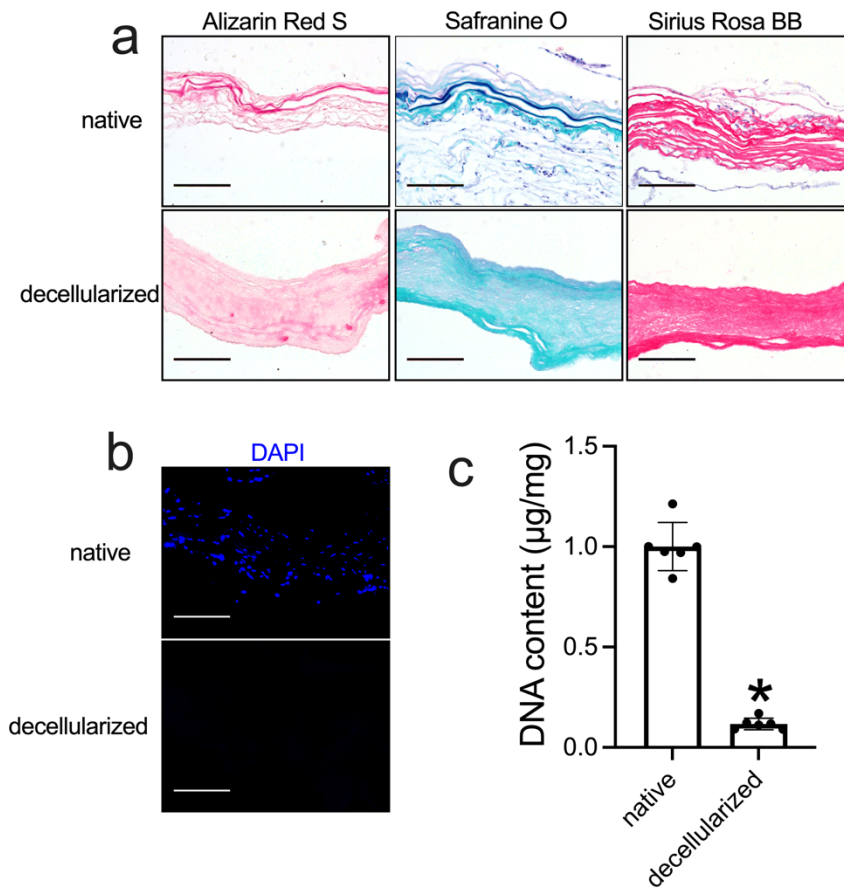 a
Alizarin Red S Safranine O Sirius Rosa BB
native
decellularized
b
DAPI
native
decellularized
c
DNA content (μg/mg)
1.5
1.0
0.5
0.0
*
native
decellularized